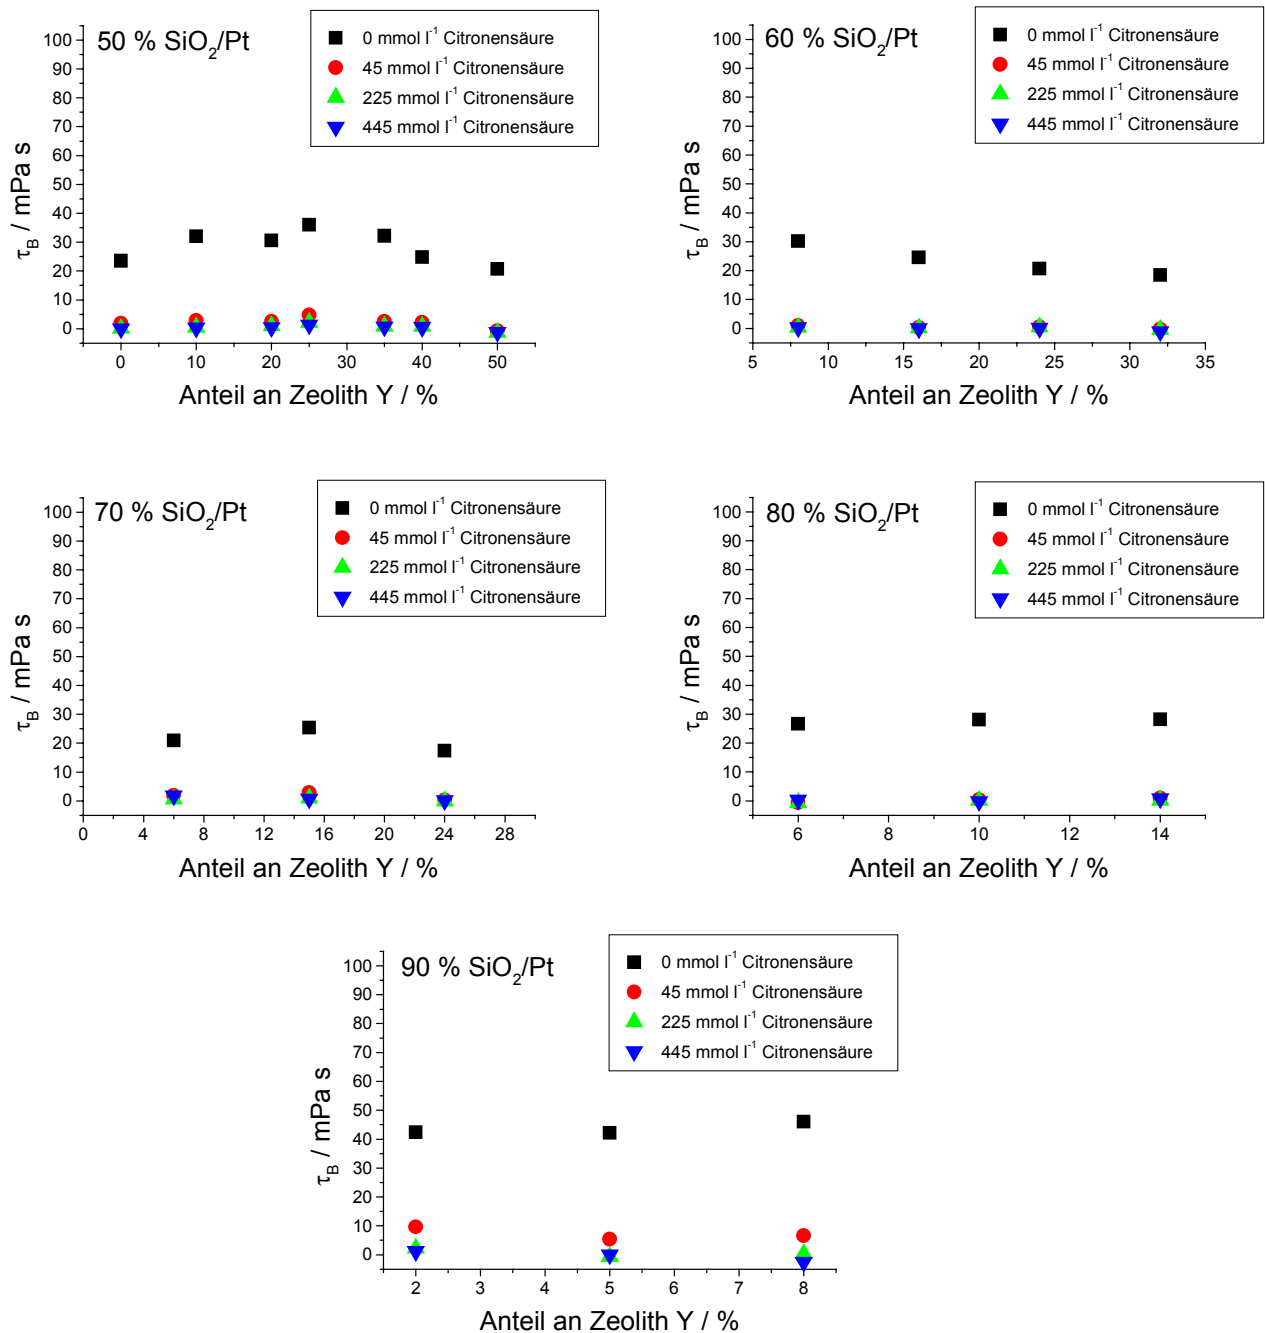 50 % SiO2/Pt
0 mmol l-1 Citronensäure
45 mmol l-1 Citronensäure
225 mmol l-1 Citronensäure
445 mmol l-1 Citronensäure
100
90
80
70
60
50
40
30
20
10
0
τB / mPa s
0 10 20 30 40 50
Anteil an Zeolith Y / %
60 % SiO2/Pt
0 mmol l-1 Citronensäure
45 mmol l-1 Citronensäure
225 mmol l-1 Citronensäure
445 mmol l-1 Citronensäure
100
90
80
70
60
50
40
30
20
10
0
τB / mPa s
5 10 15 20 25 30 35
Anteil an Zeolith Y / %
70 % SiO2/Pt
0 mmol l-1 Citronensäure
45 mmol l-1 Citronensäure
225 mmol l-1 Citronensäure
445 mmol l-1 Citronensäure
100
90
80
70
60
50
40
30
20
10
0
τB / mPa s
0 4 8 12 16 20 24 28
Anteil an Zeolith Y / %
80 % SiO2/Pt
0 mmol l-1 Citronensäure
45 mmol l-1 Citronensäure
225 mmol l-1 Citronensäure
445 mmol l-1 Citronensäure
100
90
80
70
60
50
40
30
20
10
0
τB / mPa s
6 8 10 12 14
Anteil an Zeolith Y / %
90 % SiO2/Pt
0 mmol l-1 Citronensäure
45 mmol l-1 Citronensäure
225 mmol l-1 Citronensäure
445 mmol l-1 Citronensäure
100
90
80
70
60
50
40
30
20
10
0
τB / mPa s
2 3 4 5 6 7 8
Anteil an Zeolith Y / %